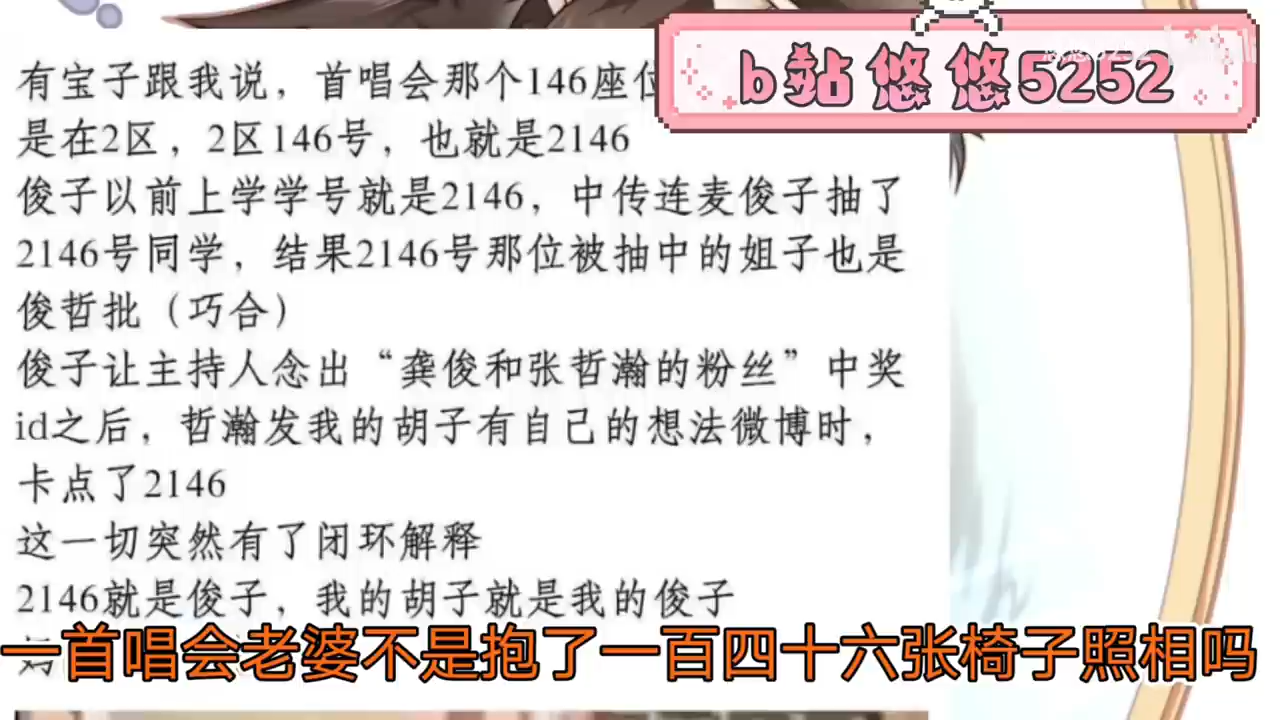 有宝子跟我说，首唱会那个146座位
b站 悠悠5252
是在2区，2区146号，也就是2146
俊子以前上学学号就是2146，中传连麦俊子抽了
2146号同学，结果2146号那位被抽中的姐子也是
俊哲批（巧合）
俊子让主持人念出“龚俊和张哲瀚的粉丝”中奖
id之后，哲瀚发我的胡子有自己的想法微博时，
卡点了2146
这一切突然有了闭环解释
2146就是俊子，我的胡子就是我的俊子
一首唱会老婆不是抱了一百四十六张椅子照相吗